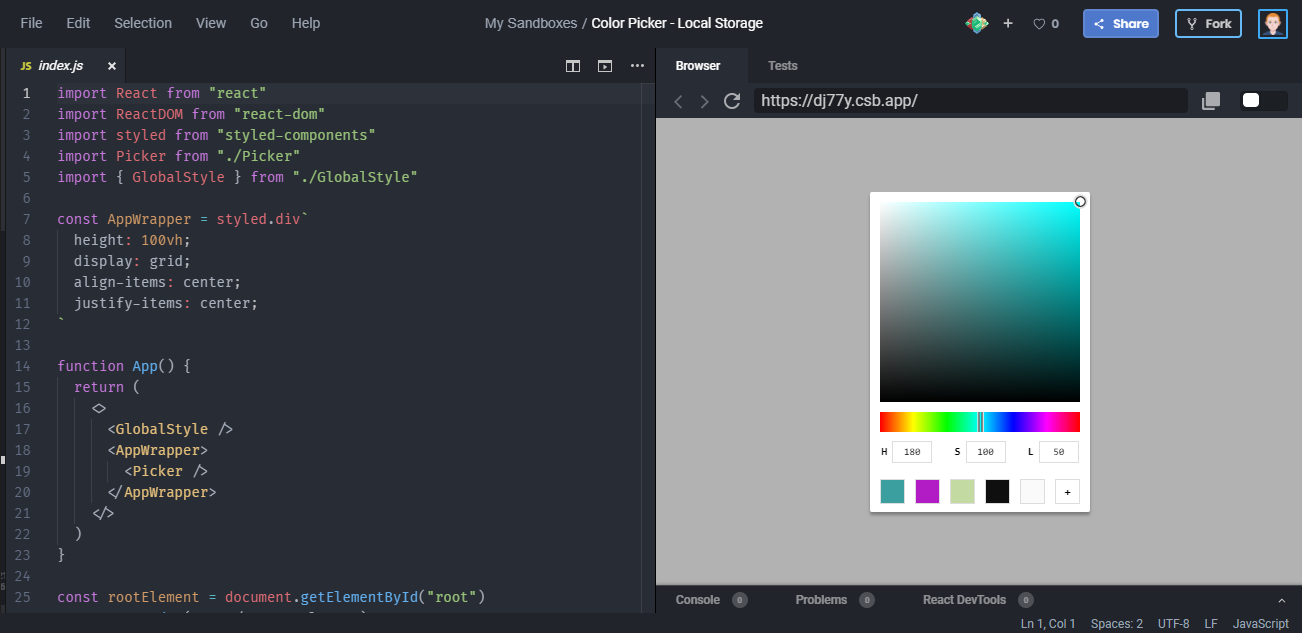 File Edit Selection View Go Help
My Sandboxes / Color Picker - Local Storage
+ 0 Share Fork
JS index.js ×
Browser Tests
https://dj77y.csb.app/
1 import React from "react"
2 import ReactDOM from "react-dom"
3 import styled from "styled-components"
4 import Picker from "./Picker"
5 import { GlobalStyle } from "./GlobalStyle"
6
7 const AppWrapper = styled.div`
8 height: 100vh;
9 display: grid;
10 align-items: center;
11 justify-items: center;
12 `
13
14 function App() {
15 return (
16 <>
17 <GlobalStyle />
18 <AppWrapper>
19 <Picker />
20 </AppWrapper>
21 </>
22 )
23 }
24
25 const rootElement = document.getElementById("root")
H 180 S 100 L 50
+
Console 0 Problems 0 React DevTools 0
Ln 1, Col 1 Spaces: 2 UTF-8 LF JavaScript